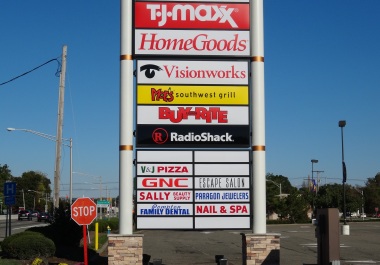 T·J·maxx
HomeGoods
Visionworks
Moe's southwest grill
BUY-RITE
R RadioShack.
V&J PIZZA
GNC ESCAPE SALON
SALLY BEAUTY SUPPLY PARAGON JEWELERS
FAMILY DENTAL NAIL & SPA
STOP